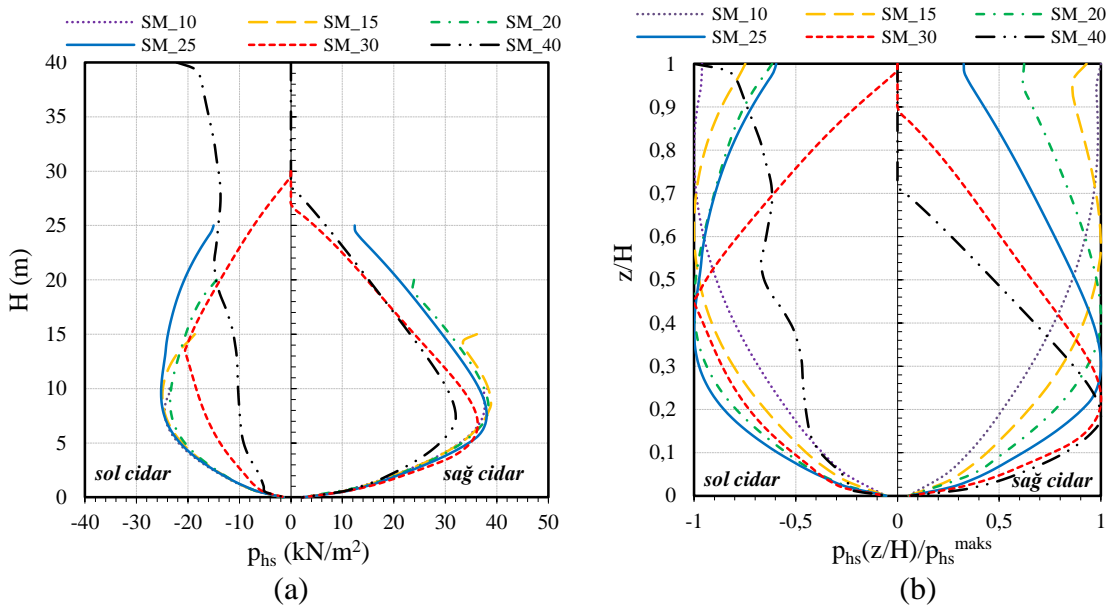 SM_10 SM_15 SM_20
SM_25 SM_30 SM_40
40
35
30
25
20
15
10
5
0
H (m)
sol cidar
sağ cidar
-40 -30 -20 -10 0 10 20 30 40 50
p_hs (kN/m²)
(a)
SM_10 SM_15 SM_20
SM_25 SM_30 SM_40
1
0,9
0,8
0,7
0,6
0,5
0,4
0,3
0,2
0,1
0
z/H
sol cidar
sağ cidar
-1 -0,5 0 0,5 1
p_hs(z/H)/p_hs^maks
(b)